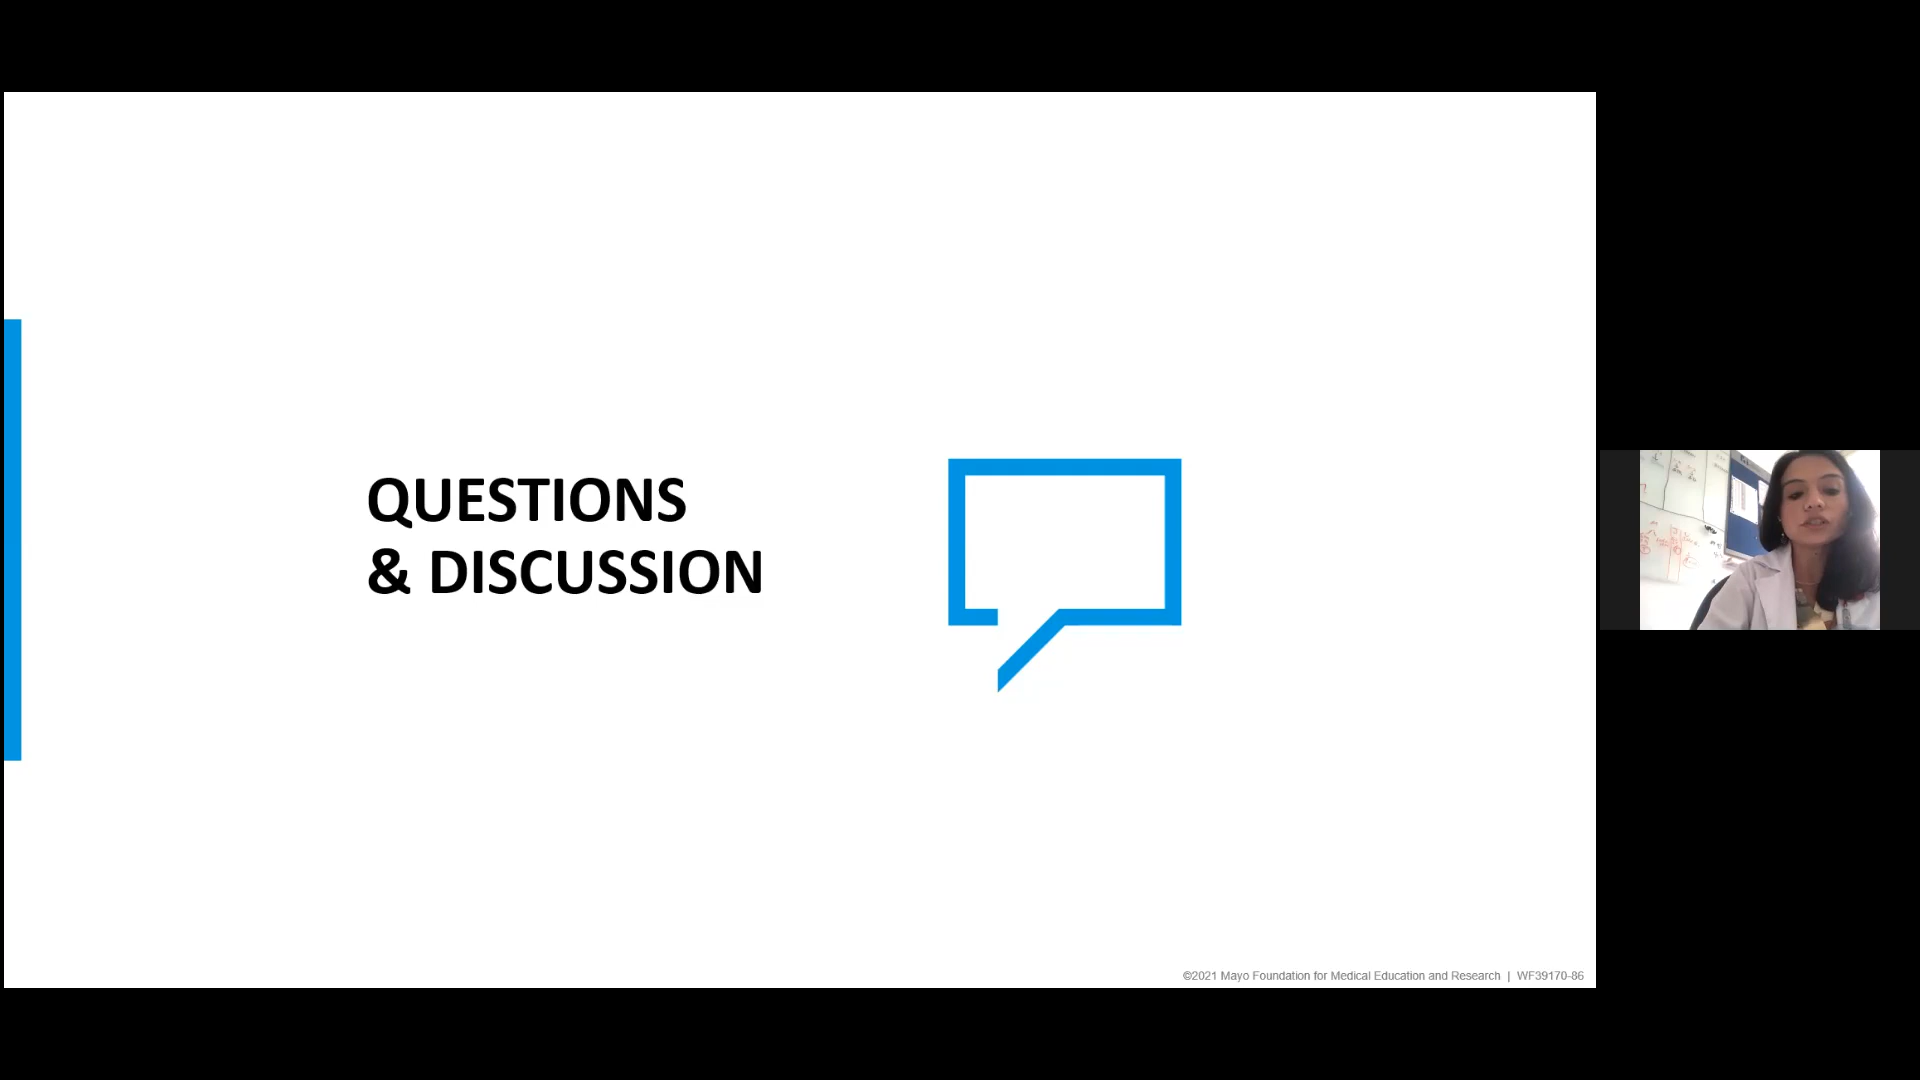 QUESTIONS
& DISCUSSION
©2021 Mayo Foundation for Medical Education and Research | WF39170-86